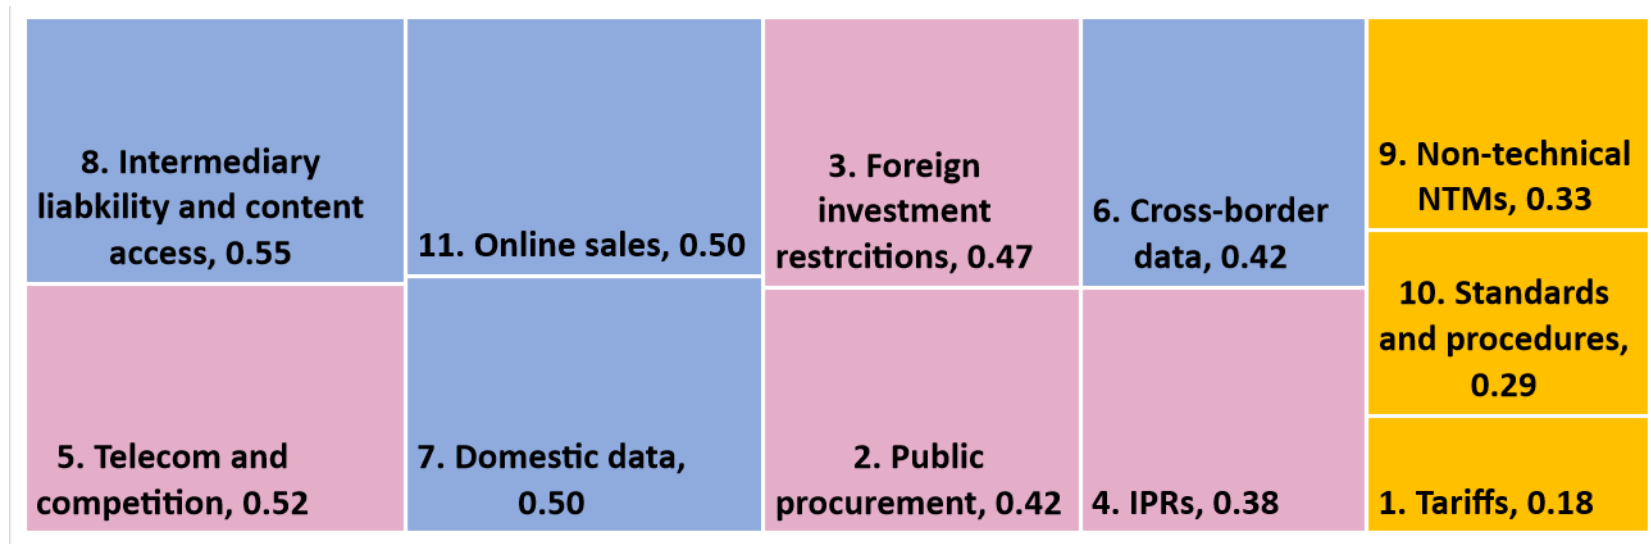 8. Intermediary
liabkility and content
access, 0.55
5. Telecom and
competition, 0.52
11. Online sales, 0.50
7. Domestic data,
0.50
3. Foreign
investment
restrcitions, 0.47
2. Public
procurement, 0.42
6. Cross-border
data, 0.42
4. IPRs, 0.38
9. Non-technical
NTMs, 0.33
10. Standards
and procedures,
0.29
1. Tariffs, 0.18